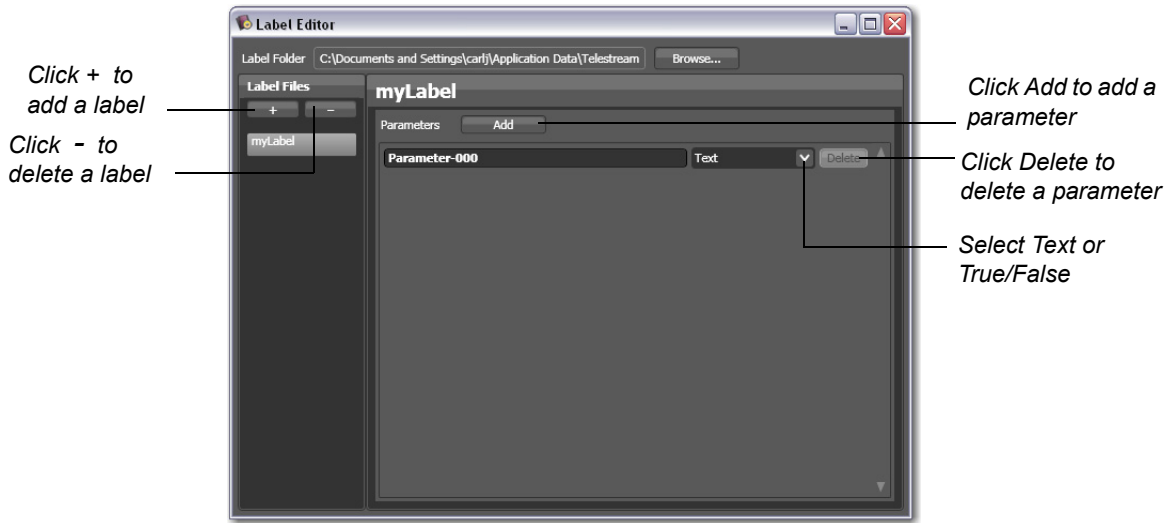 Label Editor
Label Folder C:\Documents and Settings\carlj\Application Data\Telestream Browse...
Label Files
+ -
myLabel
myLabel
Parameters Add
Parameter-000 Text Delete
Click + to
add a label
Click - to
delete a label
Click Add to add a
parameter
Click Delete to
delete a parameter
Select Text or
True/False